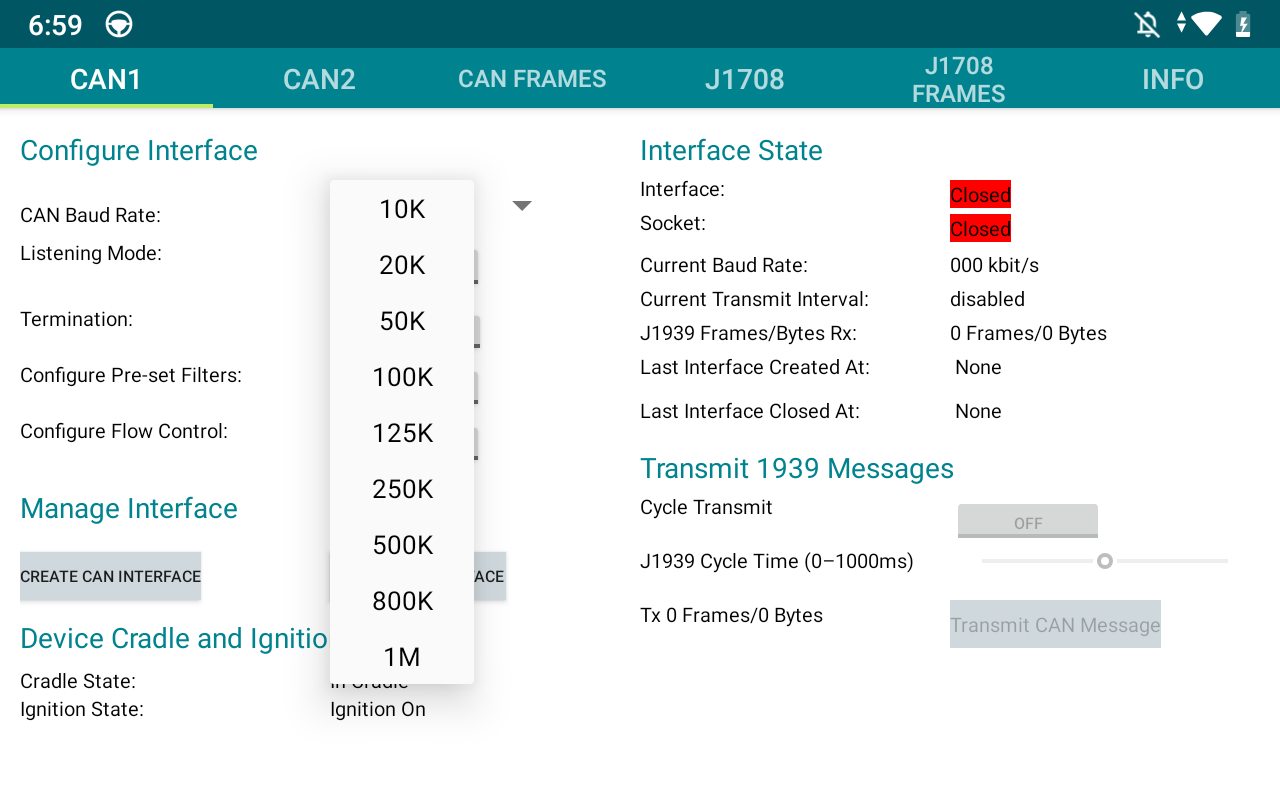 6:59
CAN1
CAN2
CAN FRAMES
J1708
J1708
FRAMES
INFO
Configure Interface
CAN Baud Rate:
Listening Mode:
Termination:
Configure Pre-set Filters:
Configure Flow Control:
10K
20K
50K
100K
125K
250K
500K
800K
1M
Manage Interface
CREATE CAN INTERFACE
Device Cradle and Ignitio
Cradle State:
In Cradle
Ignition State:
Ignition On
Interface State
Interface:
Closed
Socket:
Closed
Current Baud Rate:
000 kbit/s
Current Transmit Interval:
disabled
J1939 Frames/Bytes Rx:
0 Frames/0 Bytes
Last Interface Created At:
None
Last Interface Closed At:
None
Transmit 1939 Messages
Cycle Transmit
OFF
J1939 Cycle Time (0–1000ms)
Tx 0 Frames/0 Bytes
Transmit CAN Message